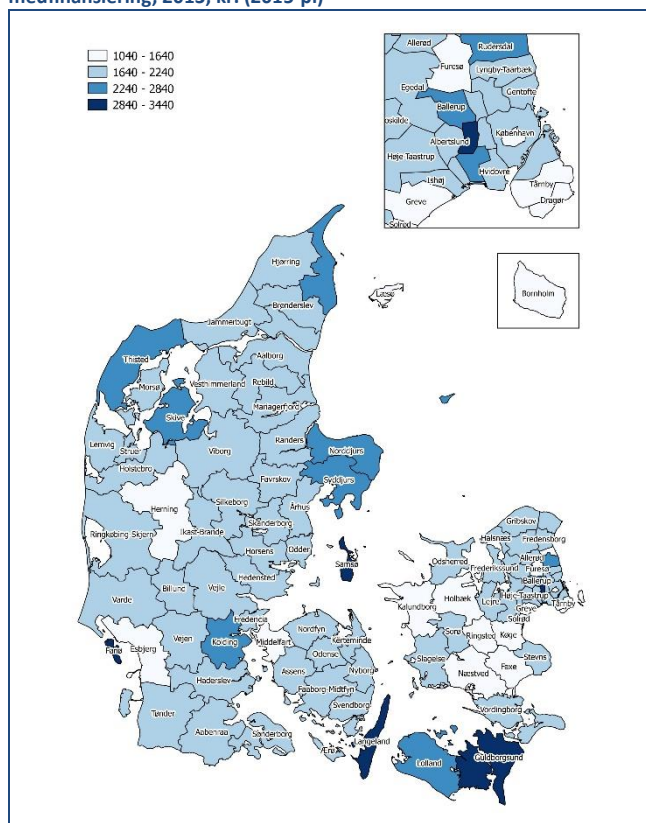 medfinansiering, 2013, kr. (2015-pl)
1040 - 1640
1640 - 2240
2240 - 2840
2840 - 3440
Allerød
Rudersdal
Furesø
Lyngby-Taarbæk
Egedal
Gentofte
Ballerup
oskilde
København
Albertslund
Høje Taastrup
Hvidovre
Ishøj
Tårnby
Greve
Dragør
Solrød
Bornholm
Hjørring
Læsø
Brønderslev
Jammerbugt
Thisted
Aalborg
Vesthimmerland
Rebild
Morsø
Mariagerfjord
Skive
Lemvig
Struer
Randers
Norddjurs
Viborg
Holstebro
Favrskov
Syddjurs
Herning
Silkeborg
Århus
Ringkøbing-Skjern
Ikast-Brande
Skanderborg
Horsens
Odder
Samsø
Hedensted
Billund
Vejle
Varde
Fredericia
Fanø
Esbjerg
Vejen
Kolding
Middelfart
Nordfyn
Kerteminde
Odense
Haderslev
Assens
Nyborg
Faaborg-Midtfyn
Svendborg
Tønder
Aabenraa
Sønderborg
Ærø
Langeland
Gribskov
Halsnæs
Fredensborg
Odsherred
Frederikssund
Allerød
Furesø
Ballerup
Kalundborg
Holbæk
Lejre
Høje-Taastrup
Greve
Tårnby
Solrød
Sorø
Ringsted
Køge
Slagelse
Stevns
Næstved
Faxe
Vordingborg
Lolland
Guldborgsund